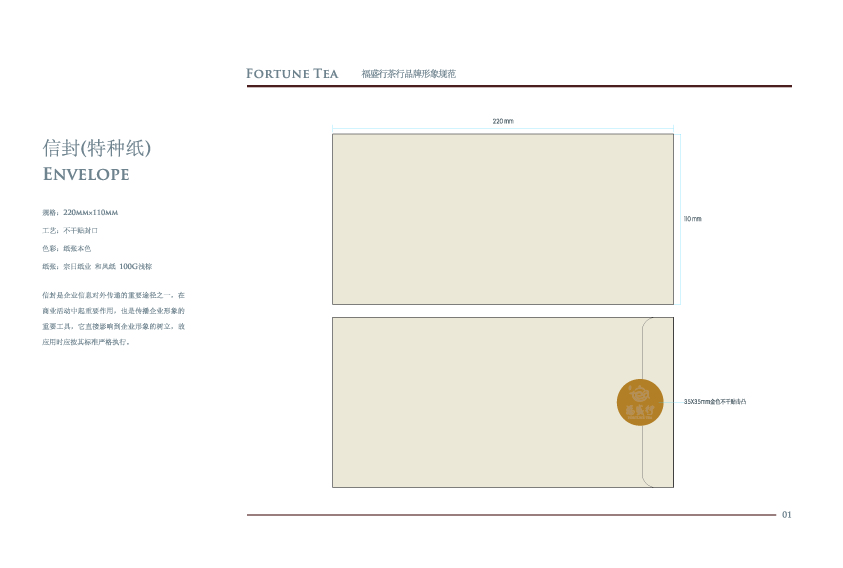 FORTUNE TEA 福盛行茶行品牌形象规范
信封(特种纸)
ENVELOPE
规格：220MM×110MM
工艺：不干贴封口
色彩：纸张本色
纸张：宗日纸业 和风纸 100G浅棕
信封是企业信息对外传递的重要途径之一，在
商业活动中起重要作用，也是传播企业形象的
重要工具，它直接影响到企业形象的树立，故
应用时应按其标准严格执行。
220mm
110mm
福盛行
35X35mm金色不干贴击凸
01